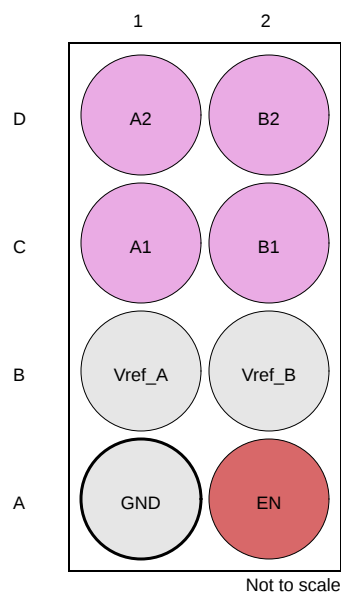 1 2
D A2 B2
C A1 B1
B Vref_A Vref_B
A GND EN
Not to scale